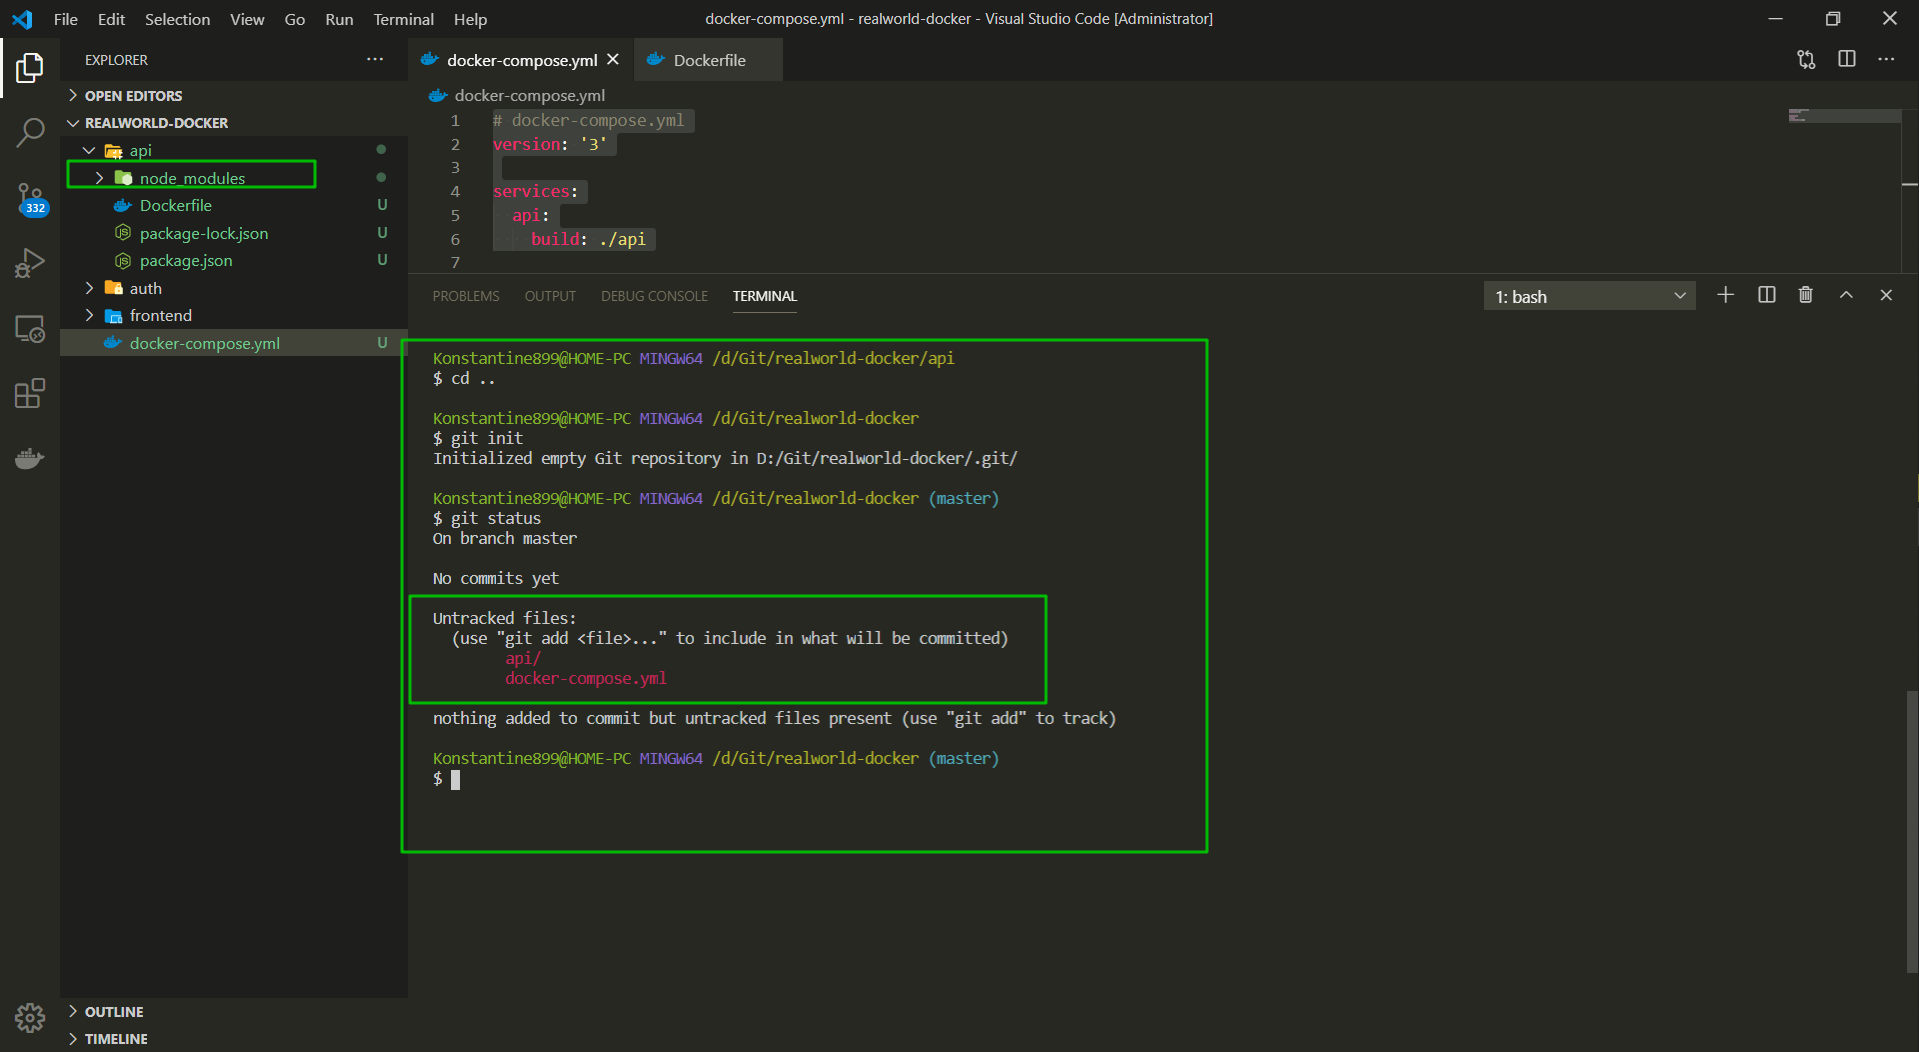 File Edit Selection View Go Run Terminal Help
docker-compose.yml - realworld-docker - Visual Studio Code [Administrator]
EXPLORER
OPEN EDITORS
REALWORLD-DOCKER
api
node_modules
Dockerfile U
package-lock.json U
package.json U
auth
frontend
docker-compose.yml U
332
OUTLINE
TIMELINE
docker-compose.yml Dockerfile
docker-compose.yml
1 # docker-compose.yml
2 version: '3'
3
4 services:
5 api:
6 build: ./api
7
PROBLEMS OUTPUT DEBUG CONSOLE TERMINAL
1: bash
Konstantine899@HOME-PC MINGW64 /d/Git/realworld-docker/api
$ cd ..
Konstantine899@HOME-PC MINGW64 /d/Git/realworld-docker
$ git init
Initialized empty Git repository in D:/Git/realworld-docker/.git/
Konstantine899@HOME-PC MINGW64 /d/Git/realworld-docker (master)
$ git status
On branch master
No commits yet
Untracked files:
(use "git add <file>..." to include in what will be committed)
api/
docker-compose.yml
nothing added to commit but untracked files present (use "git add" to track)
Konstantine899@HOME-PC MINGW64 /d/Git/realworld-docker (master)
$